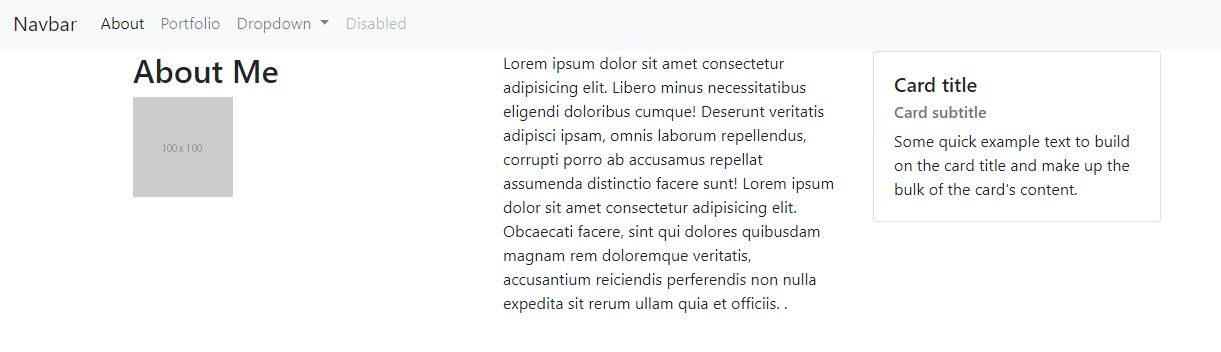 Navbar About Portfolio Dropdown Disabled
About Me
100 x 100
Lorem ipsum dolor sit amet consectetur
adipisicing elit. Libero minus necessitatibus
eligendi doloribus cumque! Deserunt veritatis
adipisci ipsam, omnis laborum repellendus,
corrupti porro ab accusamus repellat
assumenda distinctio facere sunt! Lorem ipsum
dolor sit amet consectetur adipisicing elit.
Obcaecati facere, sint qui dolores quibusdam
magnam rem doloremque veritatis,
accusantium reiciendis perferendis non nulla
expedita sit rerum ullam quia et officiis. .
Card title
Card subtitle
Some quick example text to build
on the card title and make up the
bulk of the card's content.